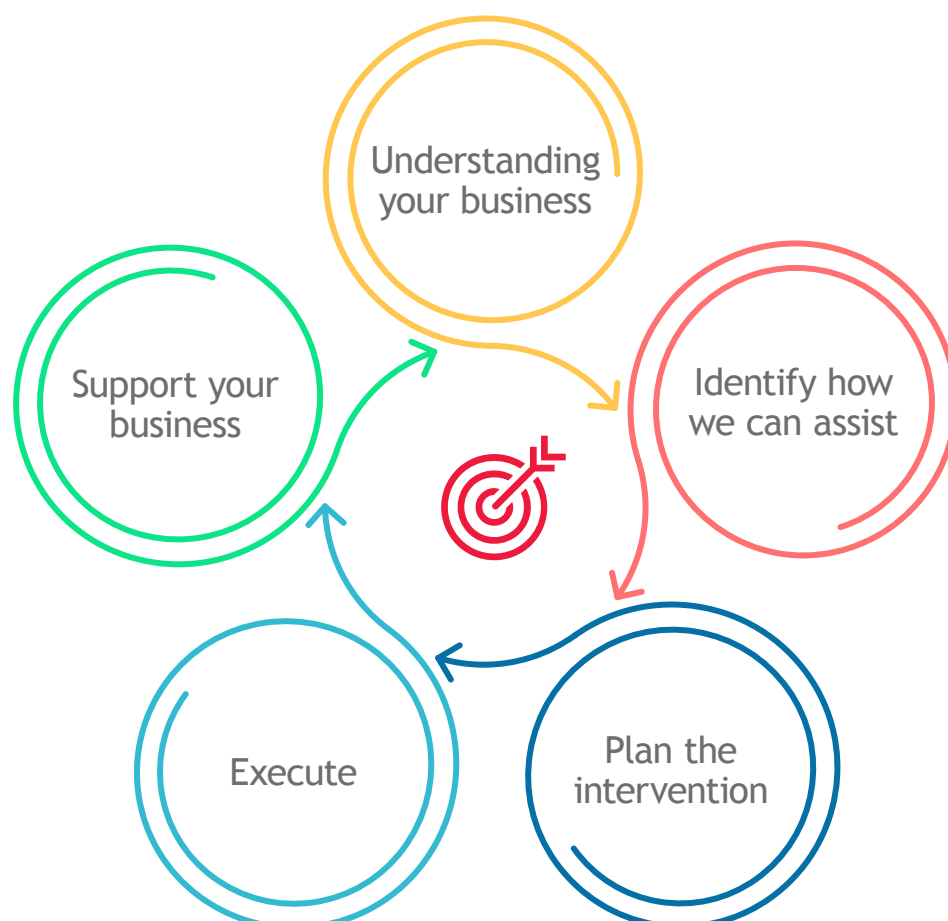 Understanding
your business
Identify how
we can assist
Plan the
intervention
Execute
Support your
business